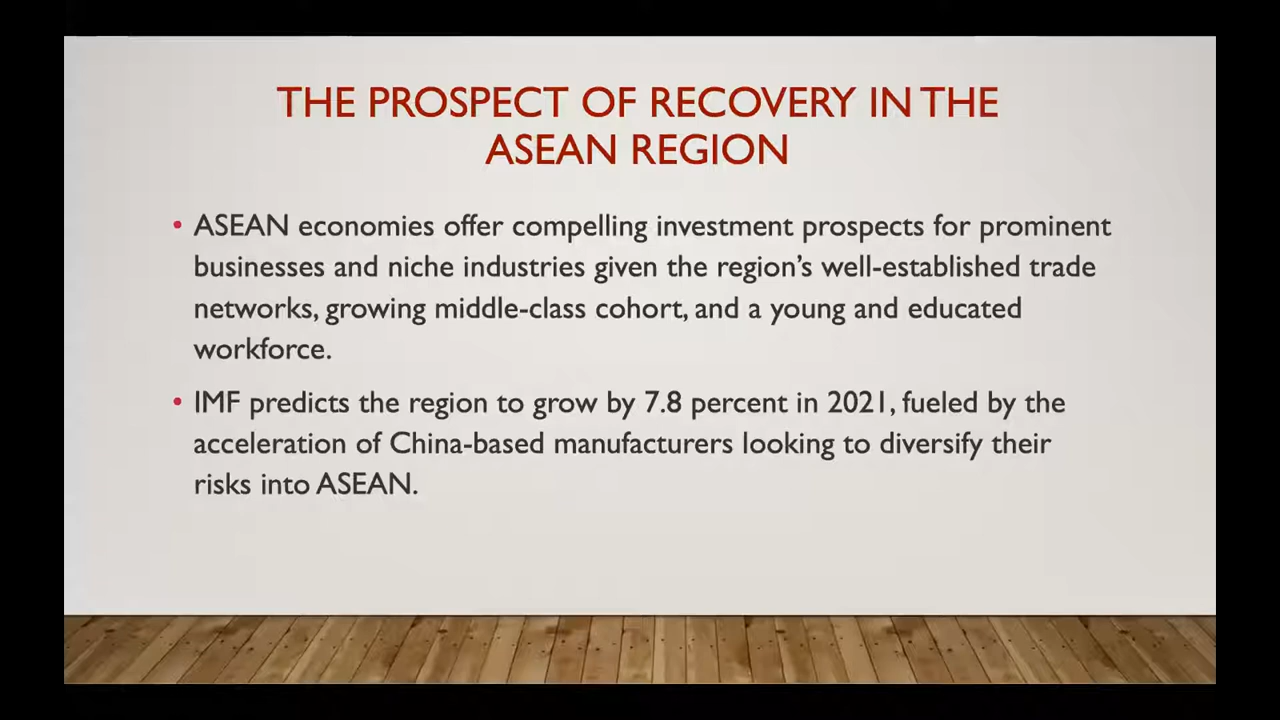 THE PROSPECT OF RECOVERY IN THE
ASEAN REGION
• ASEAN economies offer compelling investment prospects for prominent
businesses and niche industries given the region’s well-established trade
networks, growing middle-class cohort, and a young and educated
workforce.
• IMF predicts the region to grow by 7.8 percent in 2021, fueled by the
acceleration of China-based manufacturers looking to diversify their
risks into ASEAN.